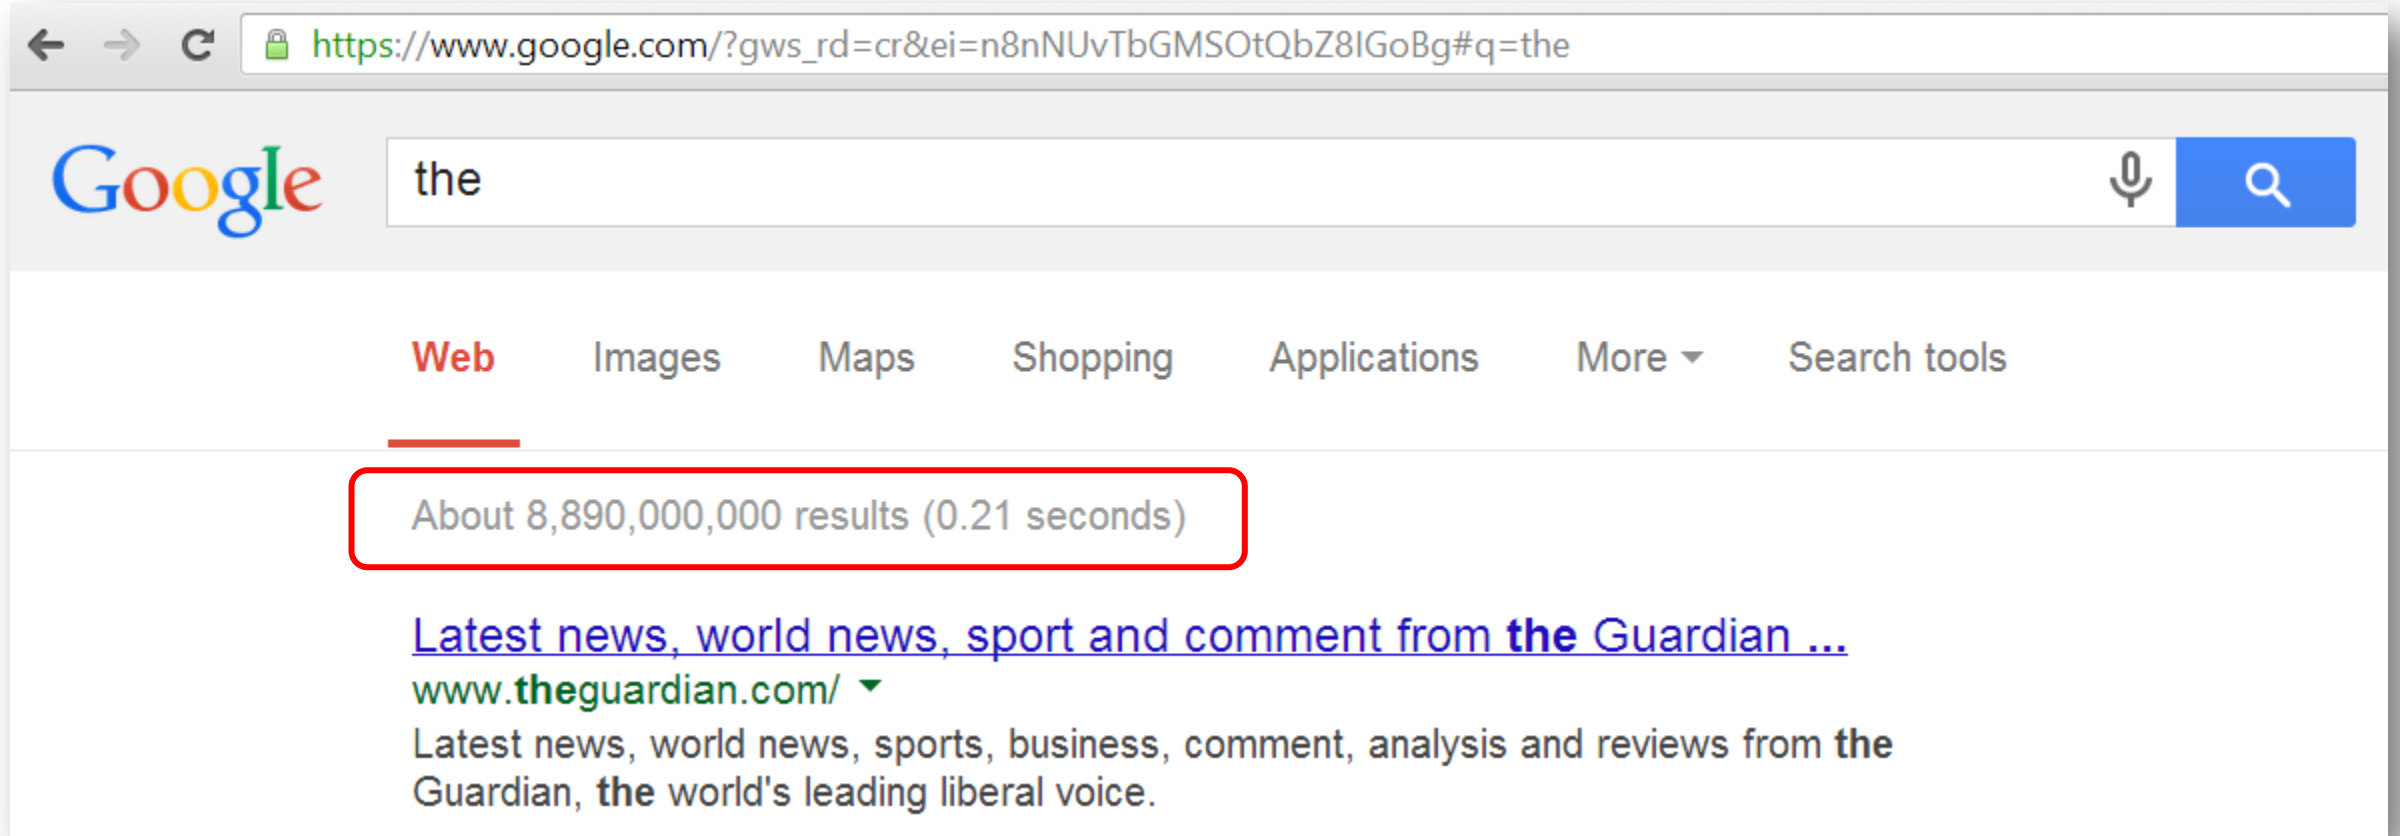 https://www.google.com/?gws_rd=cr&ei=n8nNUvTbGMSOtQbZ8IGoBg#q=the
Google
the
Web Images Maps Shopping Applications More Search tools
About 8,890,000,000 results (0.21 seconds)
Latest news, world news, sport and comment from the Guardian ...
www.theguardian.com/
Latest news, world news, sports, business, comment, analysis and reviews from the
Guardian, the world's leading liberal voice.